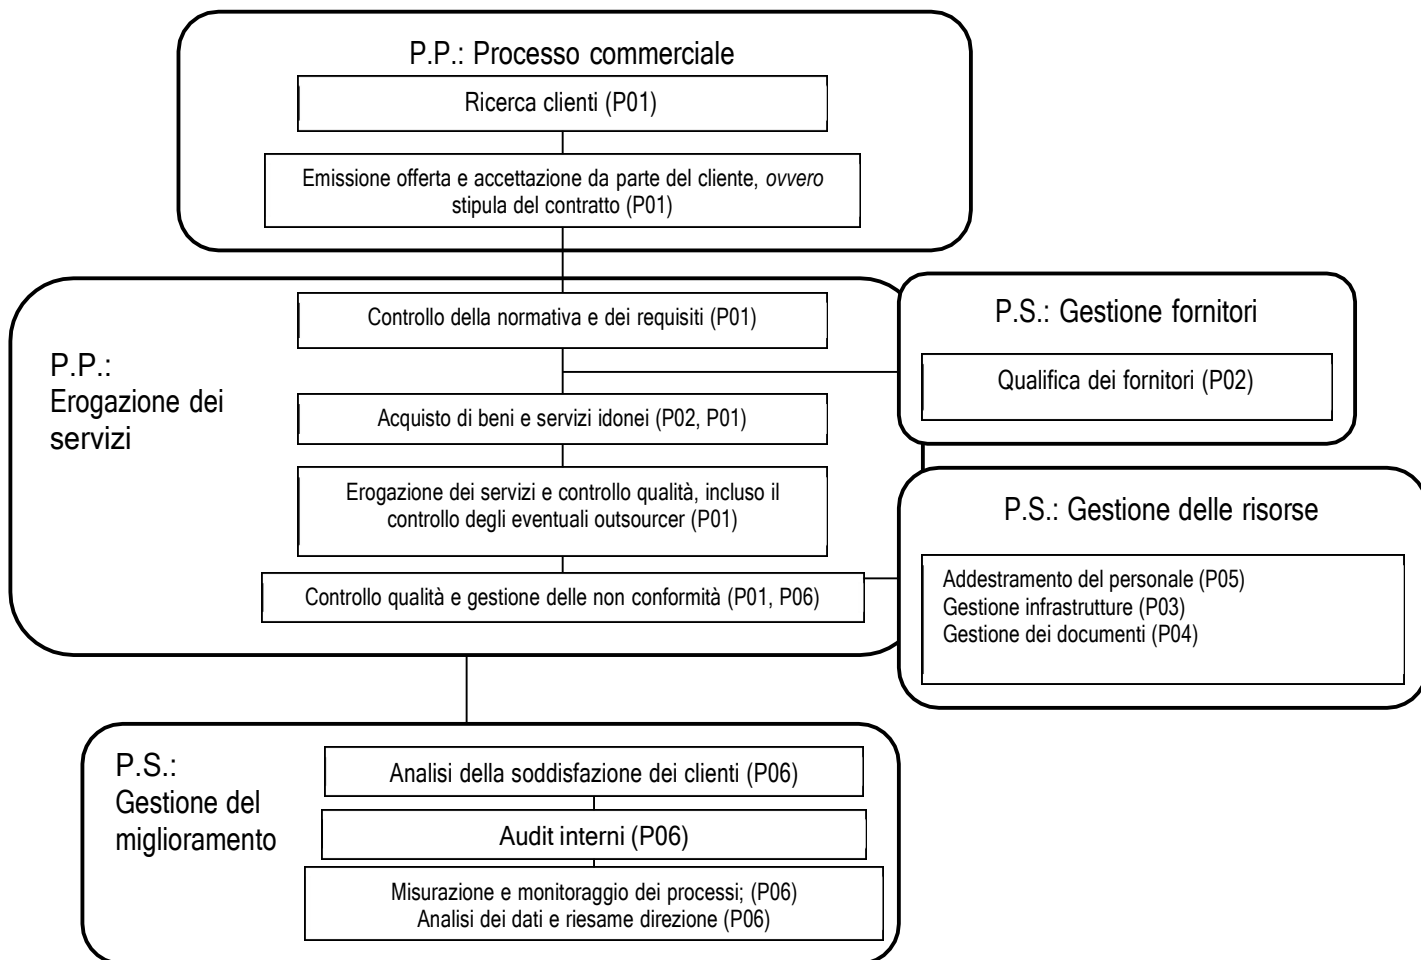 P.P.: Processo commerciale
Ricerca clienti (P01)
Emissione offerta e accettazione da parte del cliente, ovvero
stipula del contratto (P01)
P.P.:
Erogazione dei
servizi
Controllo della normativa e dei requisiti (P01)
Acquisto di beni e servizi idonei (P02, P01)
Erogazione dei servizi e controllo qualità, incluso il
controllo degli eventuali outsourcer (P01)
Controllo qualità e gestione delle non conformità (P01, P06)
P.S.: Gestione fornitori
Qualifica dei fornitori (P02)
P.S.: Gestione delle risorse
Addestramento del personale (P05)
Gestione infrastrutture (P03)
Gestione dei documenti (P04)
P.S.:
Gestione del
miglioramento
Analisi della soddisfazione dei clienti (P06)
Audit interni (P06)
Misurazione e monitoraggio dei processi; (P06)
Analisi dei dati e riesame direzione (P06)